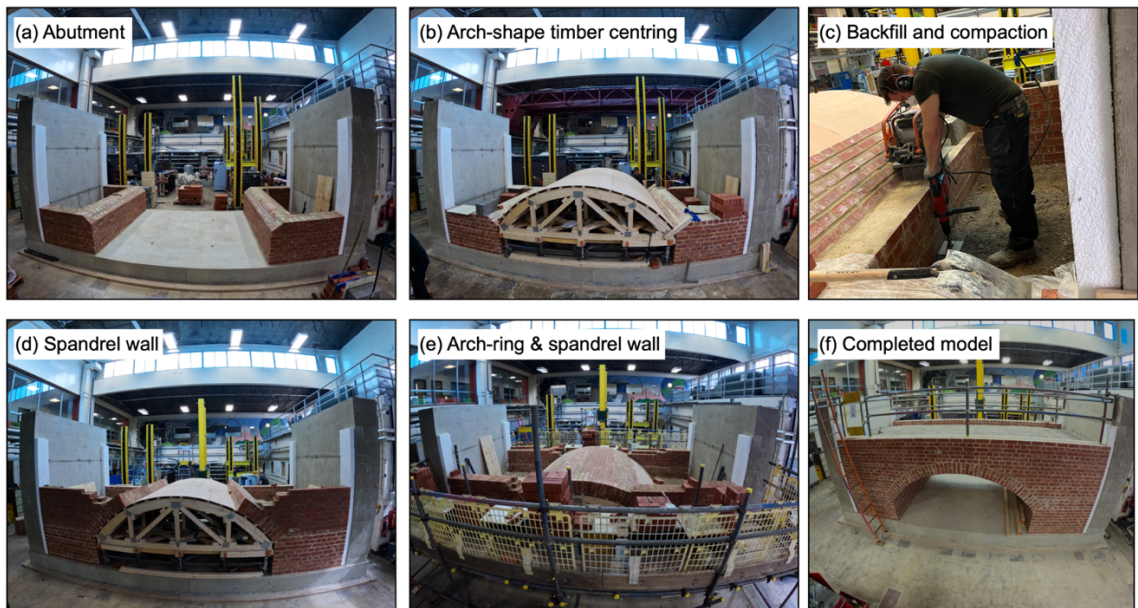 (a) Abutment
(b) Arch-shape timber centring
(c) Backfill and compaction
(d) Spandrel wall
(e) Arch-ring & spandrel wall
(f) Completed model